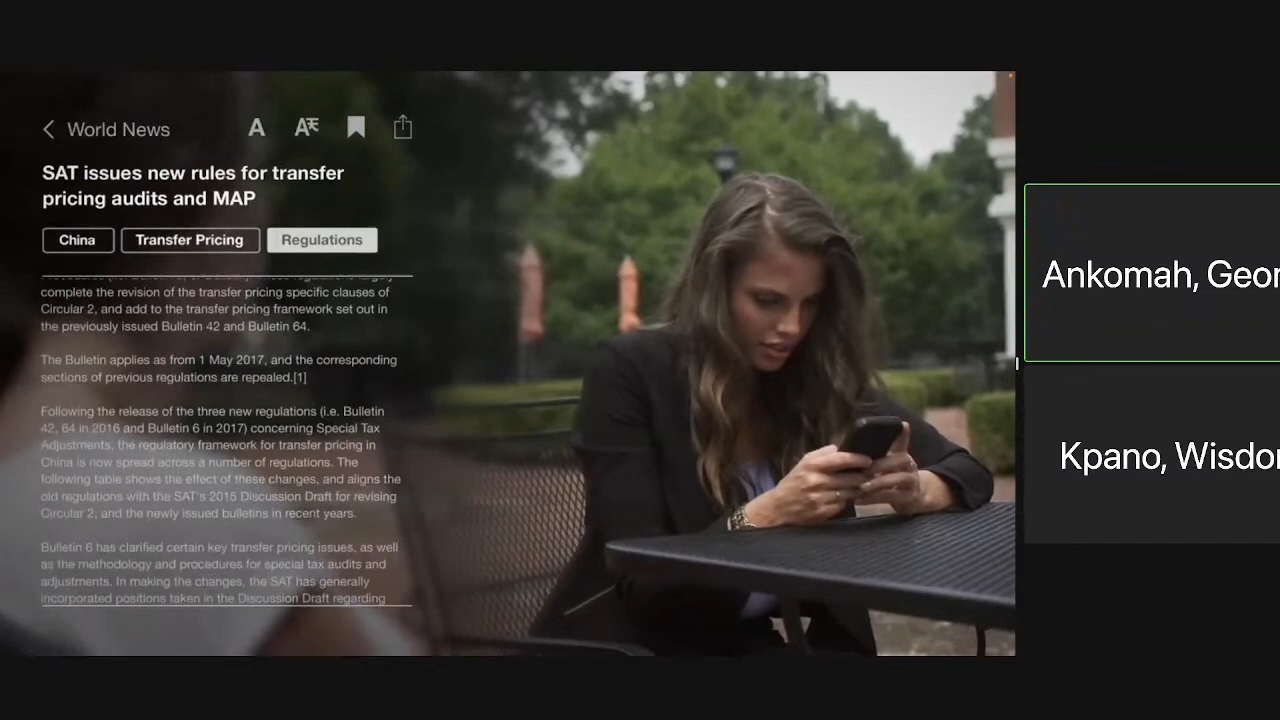 World News
A
SAT issues new rules for transfer
pricing audits and MAP
China
Transfer Pricing
Regulations
complete the revision of the transfer pricing specific clauses of
Circular 2, and add to the transfer pricing framework set out in
the previously issued Bulletin 42 and Bulletin 64.
The Bulletin applies as from 1 May 2017, and the corresponding
sections of previous regulations are repealed.[1]
Following the release of the three new regulations (i.e. Bulletin
42, 64 in 2016 and Bulletin 6 in 2017) concerning Special Tax
Adjustments, the regulatory framework for transfer pricing in
China is now spread across a number of regulations. The
following table shows the effect of these changes, and aligns the
old regulations with the SAT's 2015 Discussion Draft for revising
Circular 2, and the newly issued bulletins in recent years.
Bulletin 6 has clarified certain key transfer pricing issues, as well
as the methodology and procedures for special tax audits and
adjustments. In making the changes, the SAT has generally
incorporated positions taken in the Discussion Draft regarding
Ankomah, Geor
Kpano, Wisdo